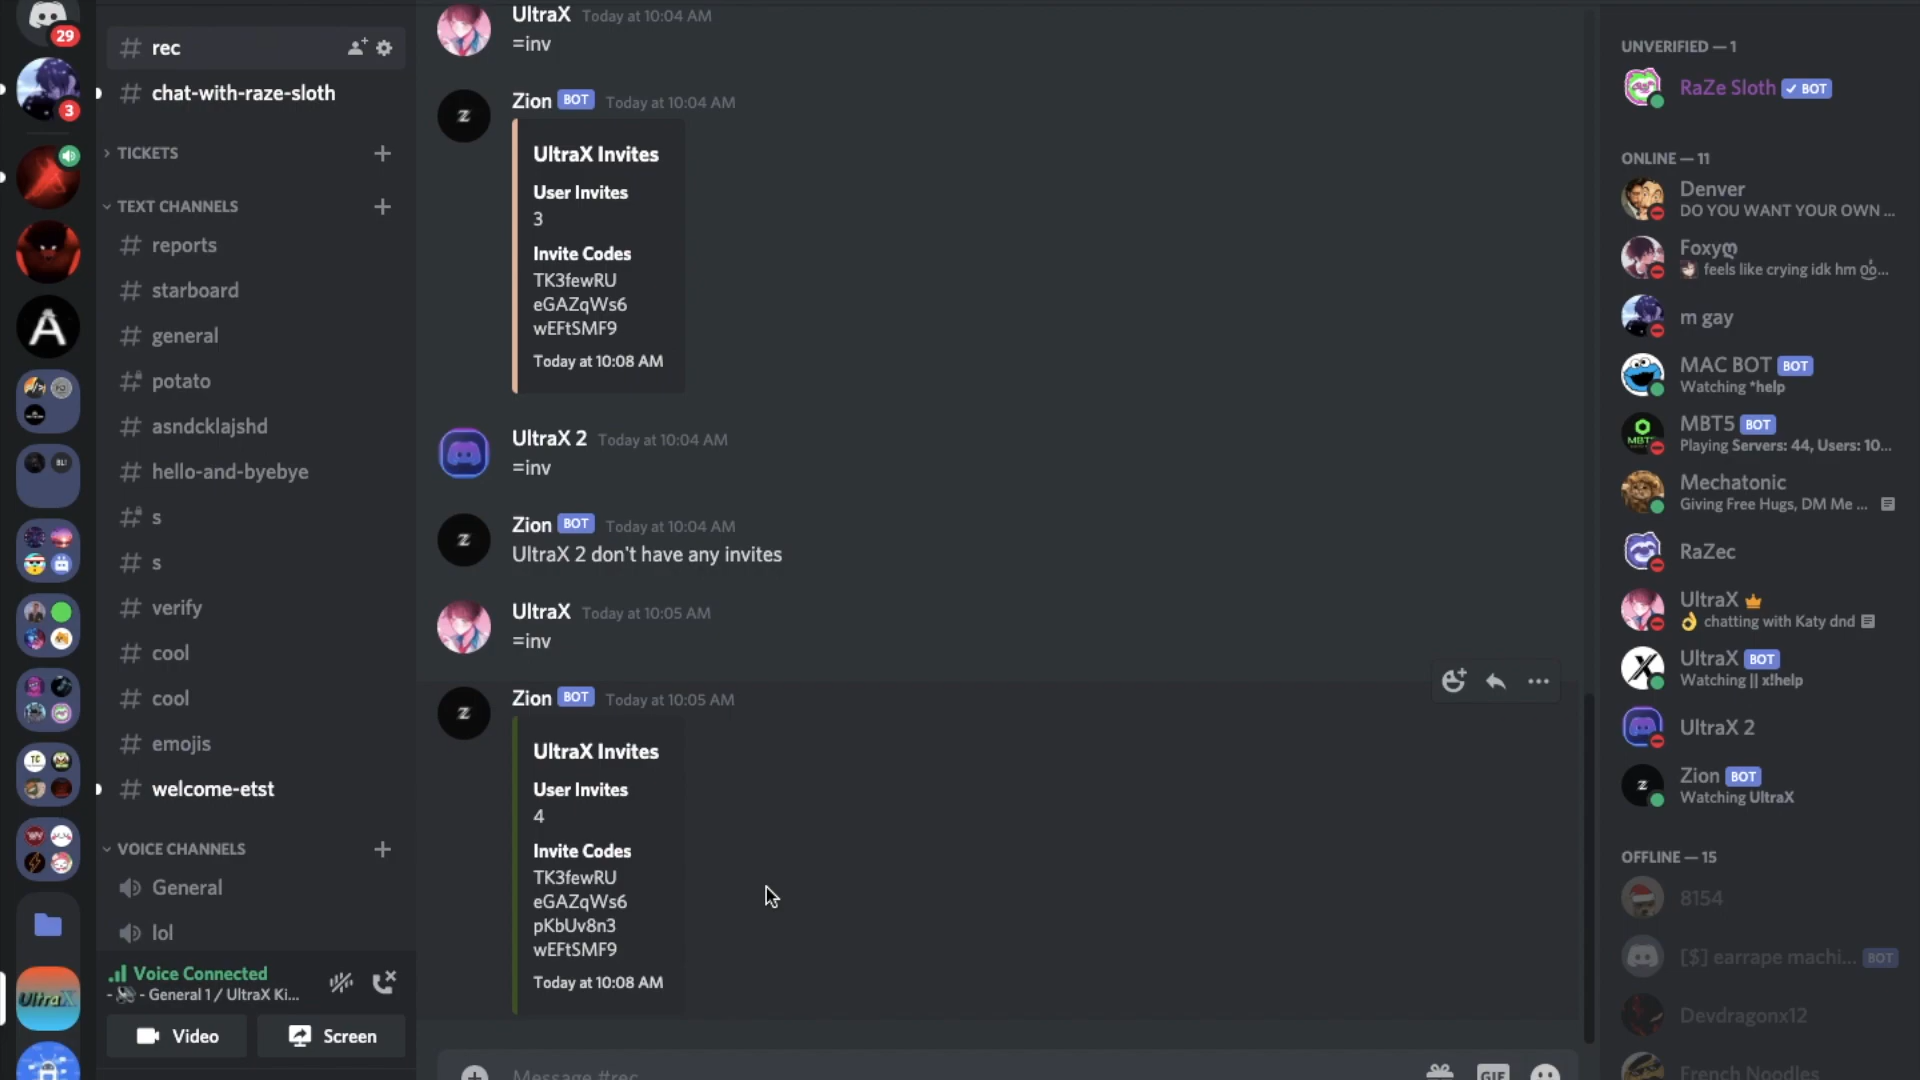 29
3
# rec
# chat-with-raze-sloth
TICKETS
TEXT CHANNELS
# reports
# starboard
# general
# potato
# asndcklajshd
# hello-and-byebye
# s
# s
# verify
# cool
# cool
# emojis
# welcome-etst
VOICE CHANNELS
General
lol
Voice Connected
- General 1 / UltraX Ki...
Video
Screen
UltraX
UltraX Today at 10:04 AM
=inv
Zion BOT Today at 10:04 AM
UltraX Invites
User Invites
3
Invite Codes
TK3fewRU
eGAZqWs6
wEFtSMF9
Today at 10:08 AM
UltraX 2 Today at 10:04 AM
=inv
Zion BOT Today at 10:04 AM
UltraX 2 don't have any invites
UltraX Today at 10:05 AM
=inv
Zion BOT Today at 10:05 AM
UltraX Invites
User Invites
4
Invite Codes
TK3fewRU
eGAZqWs6
pKbUv8n3
wEFtSMF9
Today at 10:08 AM
Message #rec
GIF
UNVERIFIED — 1
RaZe Sloth ✓ BOT
ONLINE — 11
Denver
DO YOU WANT YOUR OWN ...
Foxyღ
feels like crying idk hm
m gay
MAC BOT BOT
Watching *help
MBT5 BOT
Playing Servers: 44, Users: 10...
Mechatonic
Giving Free Hugs, DM Me ...
RaZec
UltraX
👌 chatting with Katy dnd
UltraX BOT
Watching || x!help
UltraX 2
Zion BOT
Watching UltraX
OFFLINE — 15
8154
[$] earrape machi... BOT
Devdragonx12
French Noodles